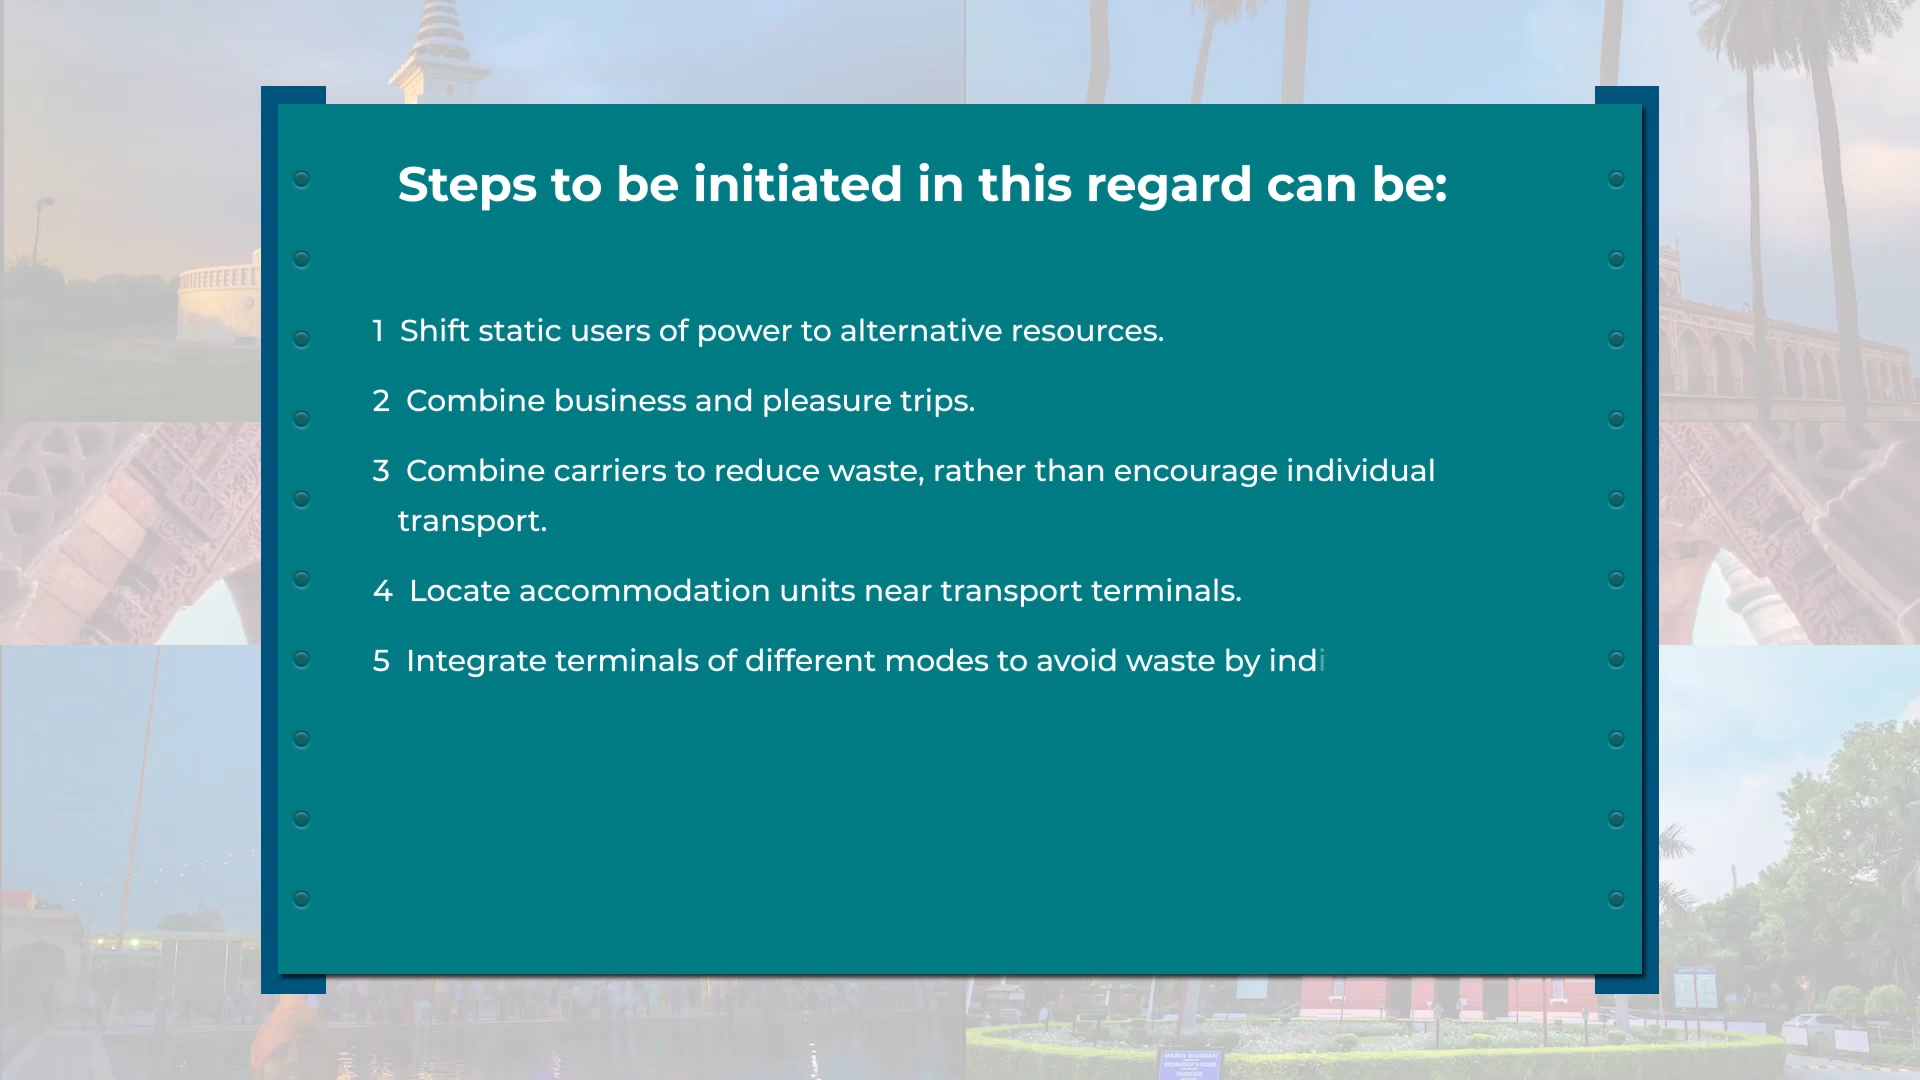 Steps to be initiated in this regard can be:
1 Shift static users of power to alternative resources.
2 Combine business and pleasure trips.
3 Combine carriers to reduce waste, rather than encourage individual
transport.
4 Locate accommodation units near transport terminals.
5 Integrate terminals of different modes to avoid waste by indi
PARKING